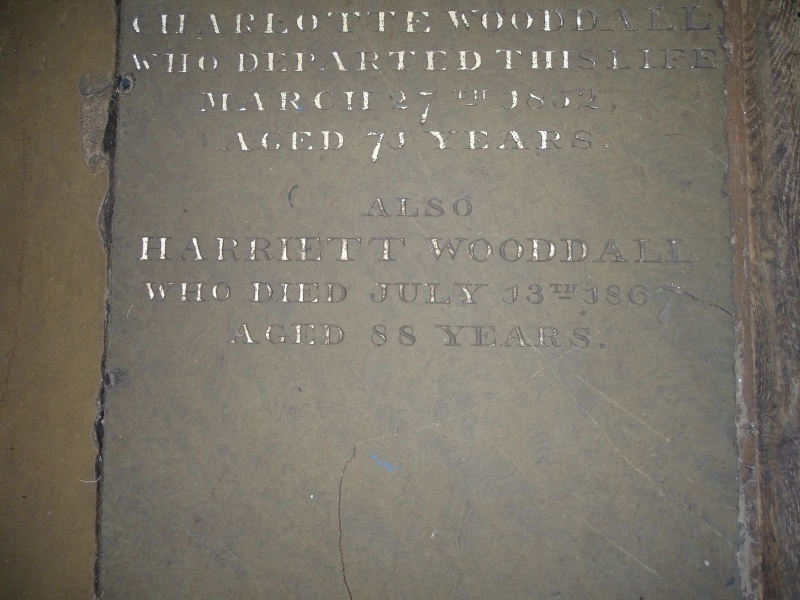 CHARLOTTE WOODDALL
WHO DEPARTED THIS LIFE
MARCH 27TH 1852,
AGED 71 YEARS.
ALSO
HARRIETT WOODDALL
WHO DIED JULY 13TH
AGED 88 YEARS.